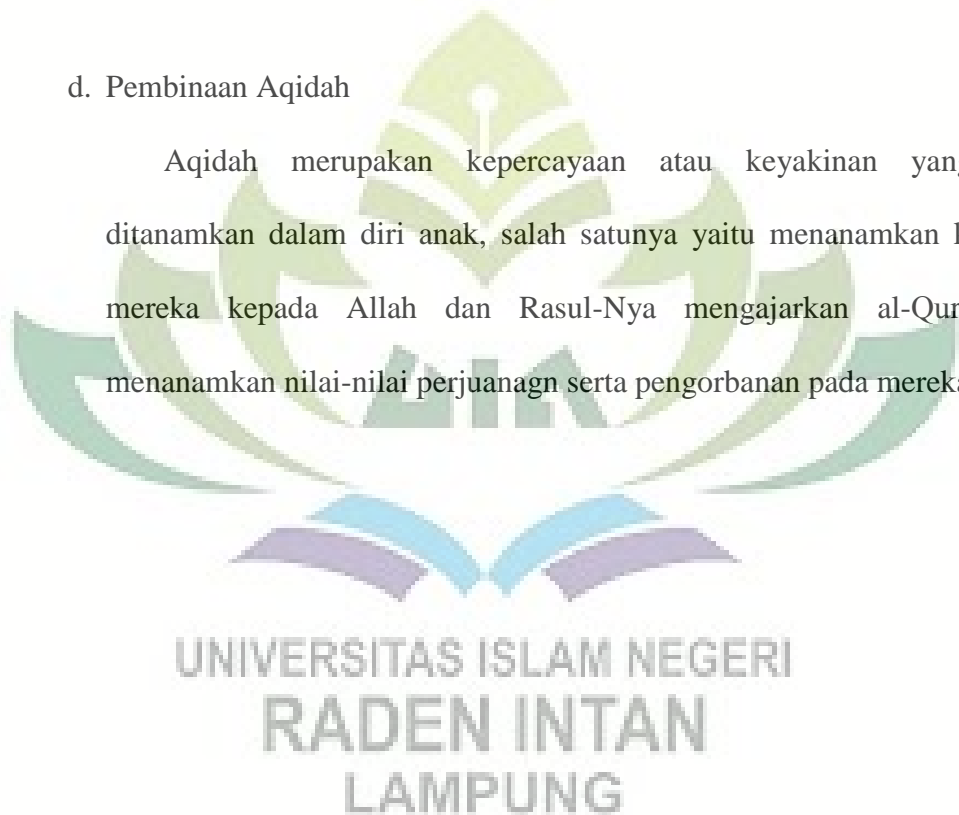 d. Pembinaan Aqidah
Aqidah merupakan kepercayaan atau keyakinan
ditanamkan dalam diri anak, salah satunya yaitu menanamkan
mereka kepada Allah dan Rasul-Nya mengajarkan
menanamkan nilai-nilai perjuanagn serta pengorbanan pada mereka
UNIVERSITAS ISLAM NEGERI
RADEN INTAN
LAMPUNG